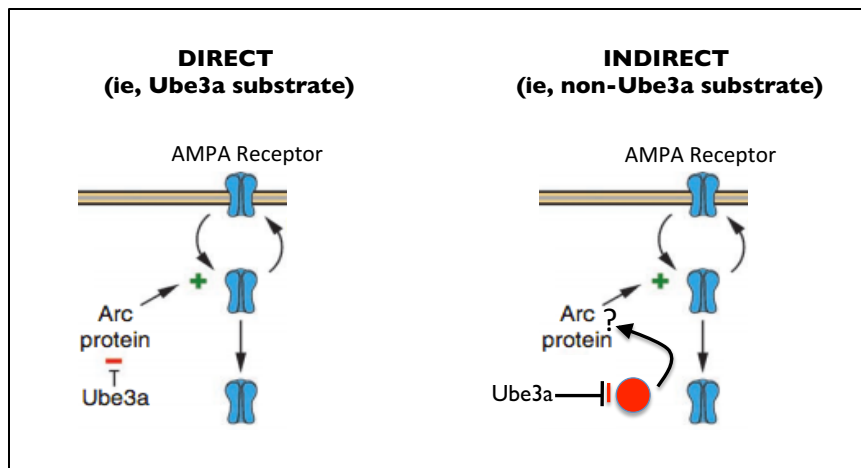 DIRECT
(ie, Ube3a substrate)
AMPA Receptor
+
Arc
protein
Ube3a
INDIRECT
(ie, non-Ube3a substrate)
AMPA Receptor
+
Arc
protein
?
Ube3a